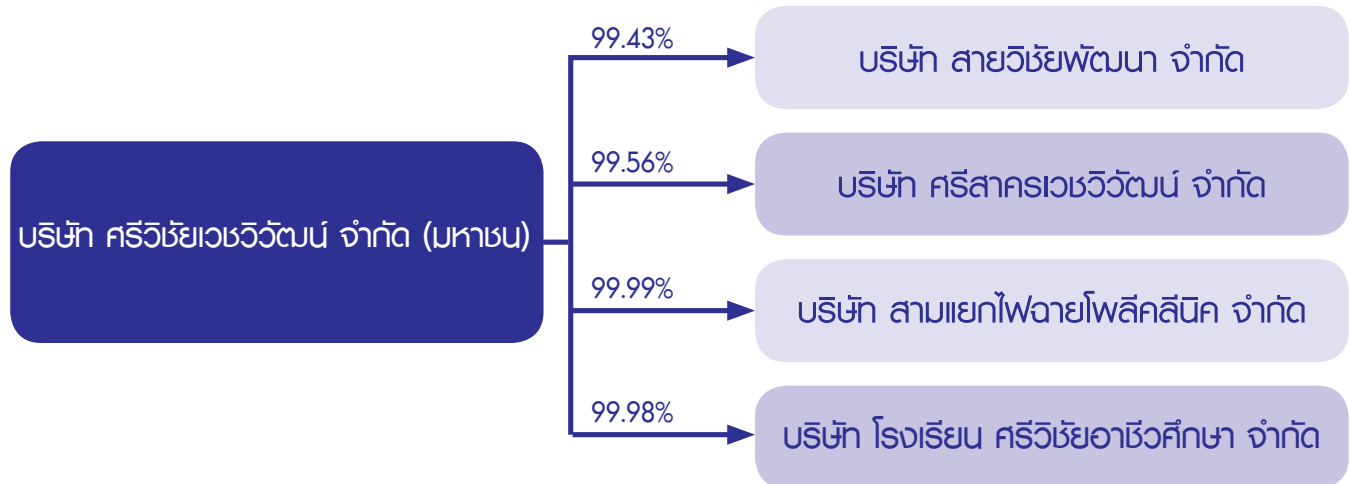 99.43%
บริษัท สายวิชัยพัฒนา จำกัด
99.56%
บริษัท ศรีสาครเวชวิวัฒน์ จำกัด
บริษัท ศรีวิชัยเวชวิวัฒน์ จำกัด (มหาชน)
99.99%
บริษัท สามแยกไฟฉายโพลีคลีนิค จำกัด
99.98%
บริษัท โรงเรียน ศรีวิชัยอาชีวศึกษา จำกัด